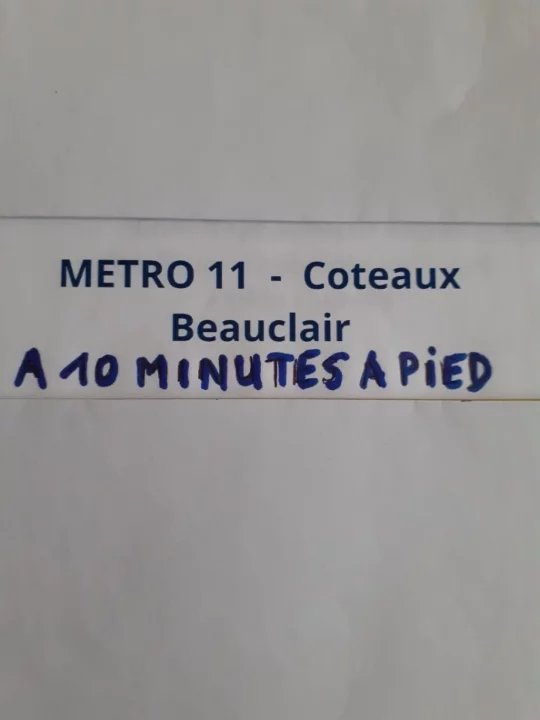 METRO 11 - Coteaux
Beauclair
A 10 MINUTES A PiED